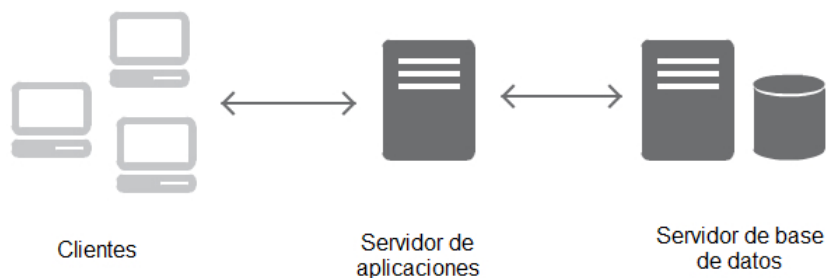 Clientes
Servidor de
aplicaciones
Servidor de base
de datos